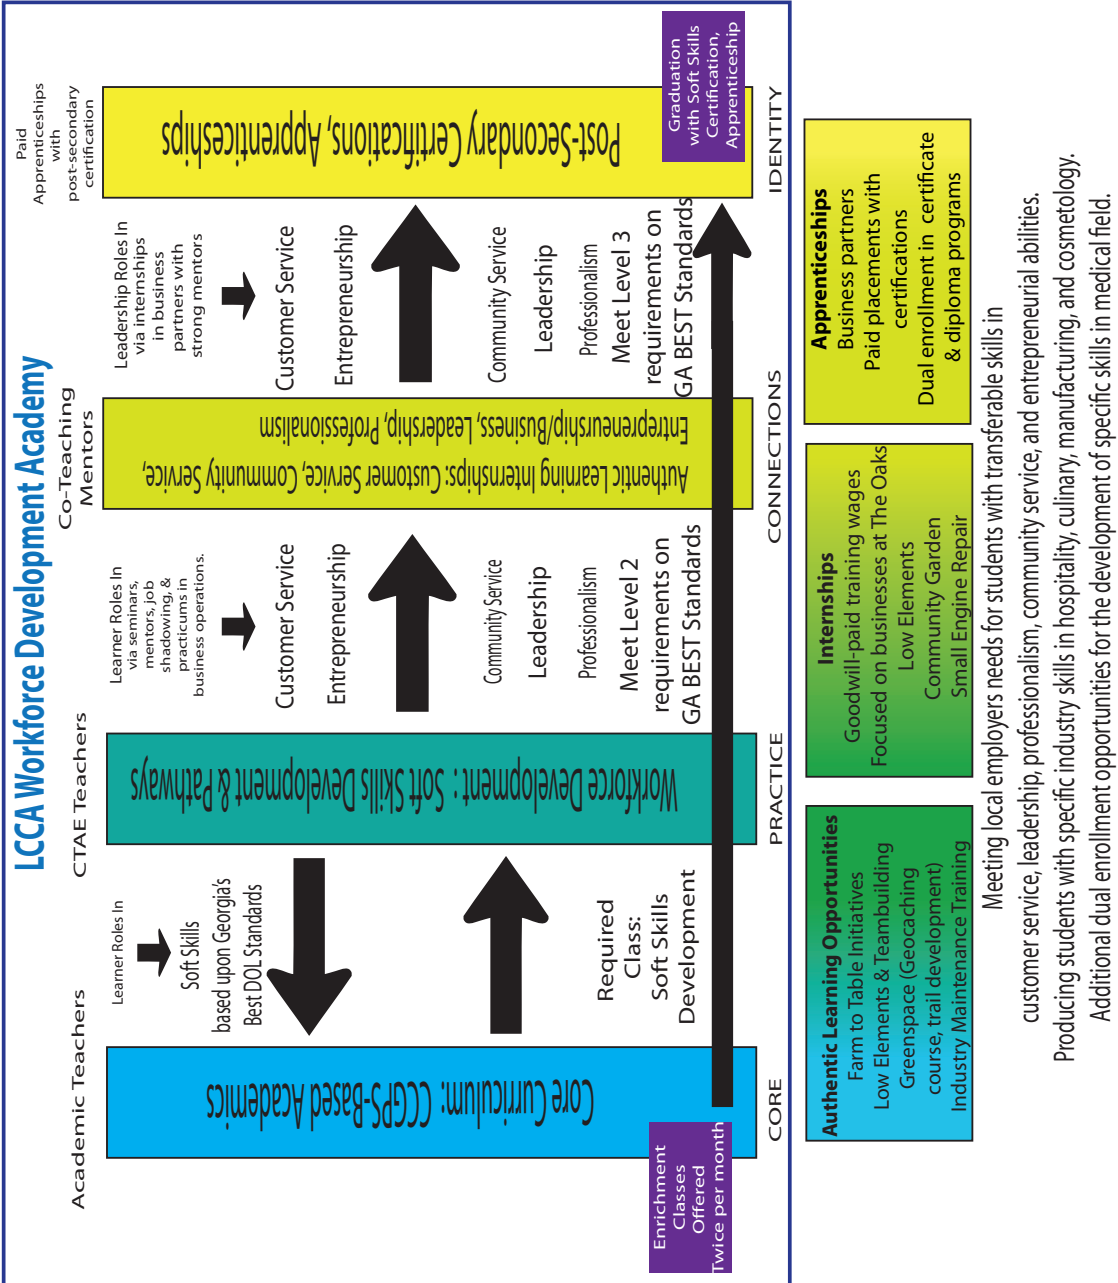 LCCA Workforce Development Academy
Academic Teachers
Core Curriculum: CCGPS-Based Academics
CORE
Enrichment
Classes
Offered
Twice per month
Learner Roles In
Soft Skills
based upon Georgia's
Best DOL Standards
Required
Class:
Soft Skills
Development
CTAE Teachers
Workforce Development : Soft Skills Development & Pathways
PRACTICE
Learner Roles In
via seminars,
mentors, job
shadowing, &
practicums in
business operations.
Customer Service
Entrepreneurship
Community Service
Leadership
Professionalism
Meet Level 2
requirements on
GA BEST Standards
Co-Teaching
Mentors
Authentic Learning Internships: Customer Service, Community Service,
Entrepreneurship/Business, Leadership, Professionalism
CONNECTIONS
Leadership Roles In
via internships
in business
partners with
strong mentors
Customer Service
Entrepreneurship
Community Service
Leadership
Professionalism
Meet Level 3
requirements on
GA BEST Standards
Paid
Apprenticeships
with
post-secondary
certification
Post-Secondary Certifications, Apprenticeships
Graduation
with Soft Skills
Certification,
Apprenticeship
IDENTITY
Authentic Learning Opportunities
Farm to Table Initiatives
Low Elements & Teambuilding
Greenspace (Geocaching
course, trail development)
Industry Maintenance Training
Internships
Goodwill-paid training wages
Focused on businesses at The Oaks
Low Elements
Community Garden
Small Engine Repair
Apprenticeships
Business partners
Paid placements with
certifications
Dual enrollment in certificate
& diploma programs
Meeting local employers needs for students with transferable skills in
customer service, leadership, professionalism, community service, and entrepreneurial abilities.
Producing students with specific industry skills in hospitality, culinary, manufacturing, and cosmetology.
Additional dual enrollment opportunities for the development of specific skills in medical field.